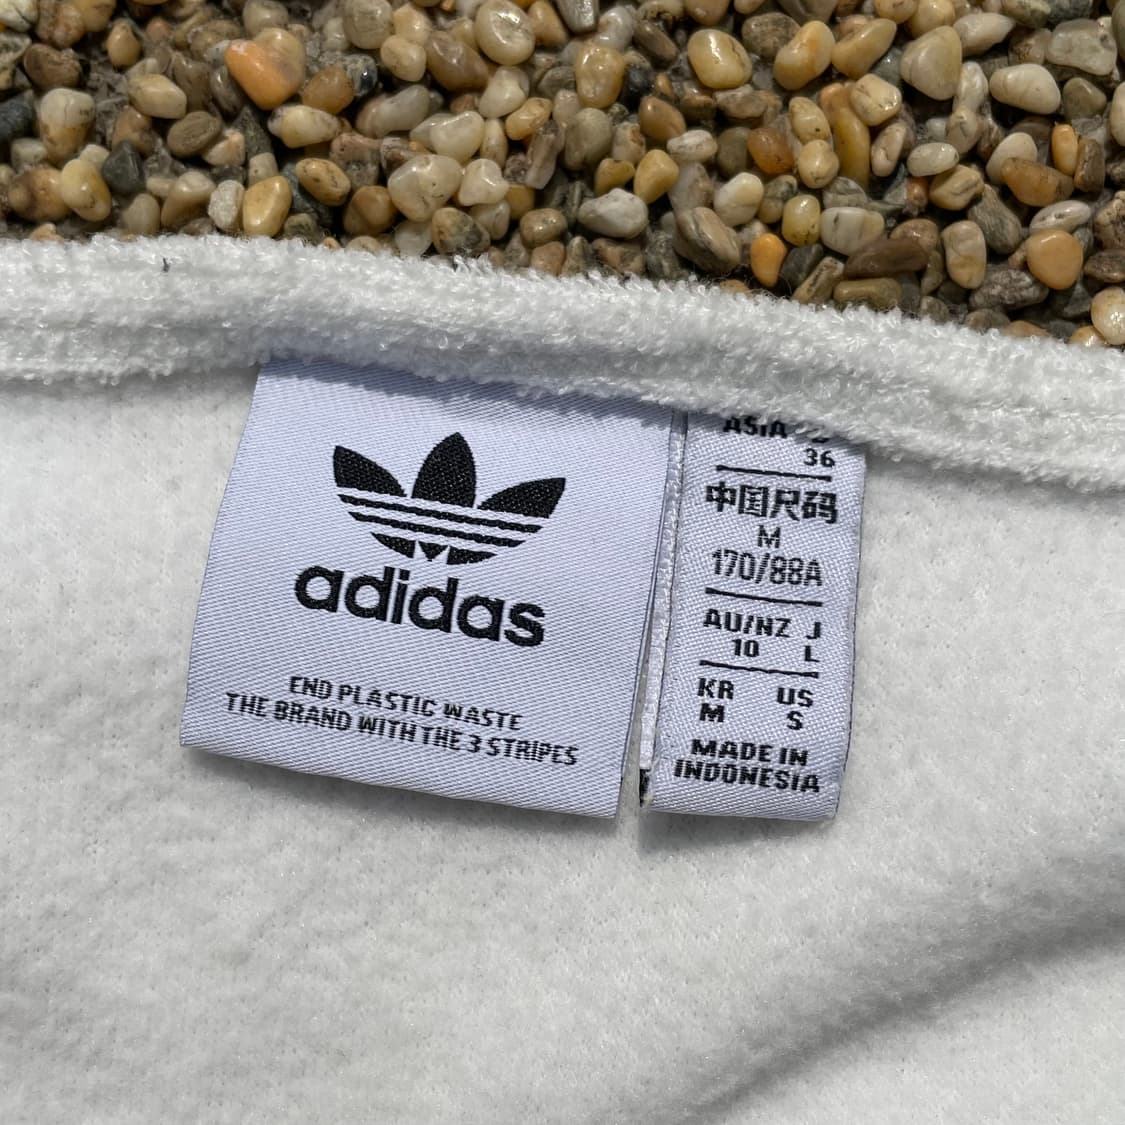 adidas
END PLASTIC WASTE
THE BRAND WITH THE 3 STRIPES
ASIA
36
中国尺码
M
170/88A
AU/NZ J
10 L
KR US
M S
MADE IN
INDONESIA